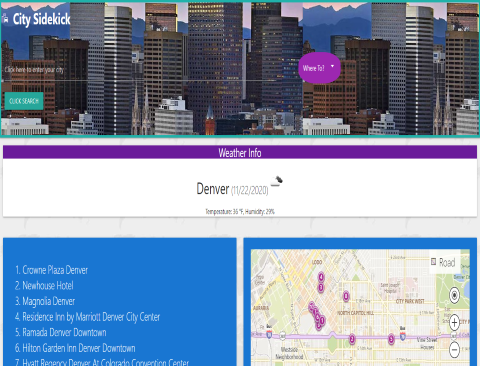 City Sidekick
Click here to enter your city
Where To?
CLICK SEARCH
Weather Info
Denver (11/22/2020)
Temperature: 36 °F, Humidity: 29%
1. Crowne Plaza Denver
2. Newhouse Hotel
3. Magnolia Denver
4. Residence Inn by Marriott Denver City Center
5. Ramada Denver Downtown
6. Hilton Garden Inn Denver Downtown
7. Hyatt Regency Denver At Colorado Convention Center
Road
LODO
CITY PARK WEST
AURARIA
NORTH CAPITOL HILL
Westside
Neighborhood